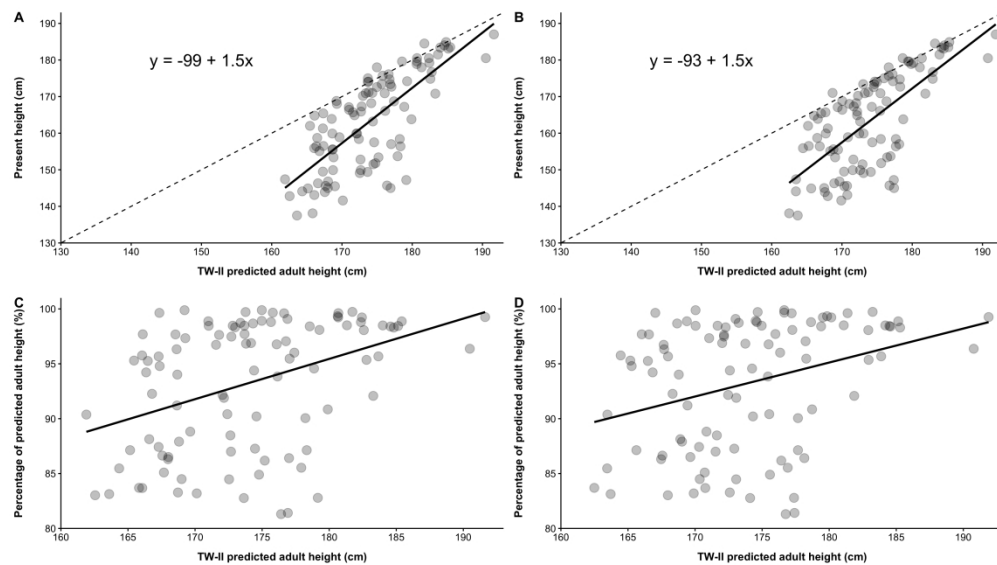 A
B
y = -99 + 1.5x
y = -93 + 1.5x
190
180
170
160
150
140
130
Present height (cm)
130 140 150 160 170 180 190
TW-II predicted adult height (cm)
190
180
170
160
150
140
130
Present height (cm)
130 140 150 160 170 180 190
TW-II predicted adult height (cm)
C
D
100
95
90
85
80
Percentage of predicted adult height (%)
160 165 170 175 180 185 190
TW-II predicted adult height (cm)
100
95
90
85
80
Percentage of predicted adult height (%)
160 165 170 175 180 185 190
TW-II predicted adult height (cm)